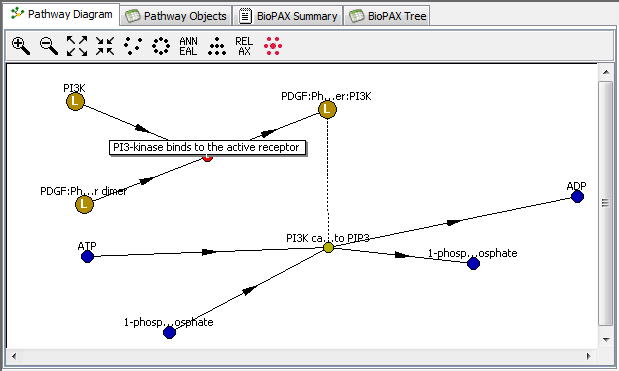 Pathway Diagram
Pathway Objects
BioPAX Summary
BioPAX Tree
ANN
EAL
REL
AX
PI3K
L
PDGF:Ph...er:PI3K
L
PI3-kinase binds to the active receptor
PDGF:Ph...r dimer
L
ADP
PI3K ca...to PIP3
ATP
1-phosp...osphate
1-phosp...osphate